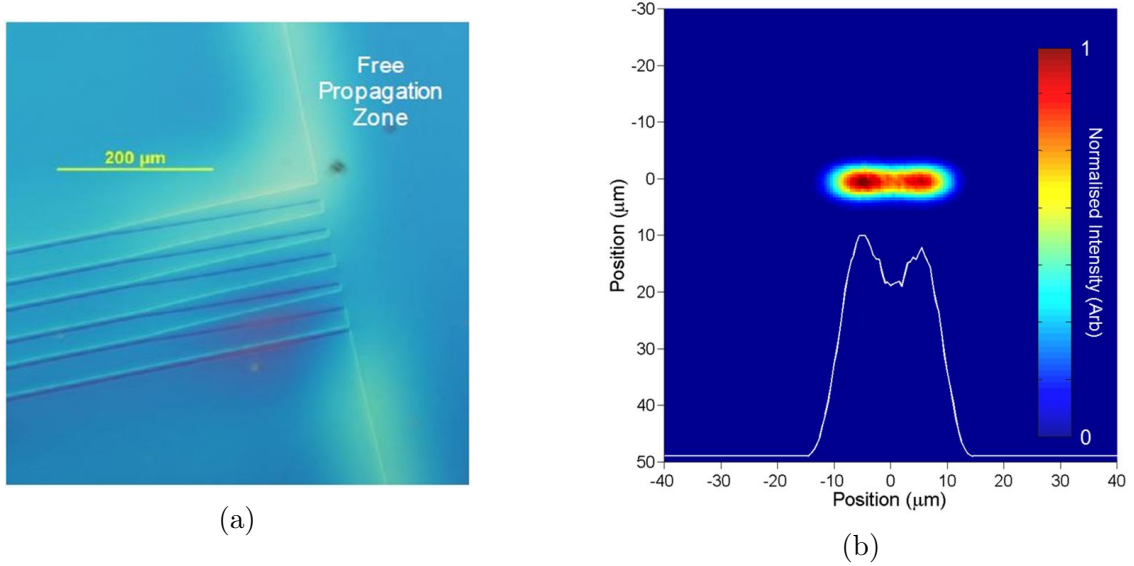 Free
Propagation
Zone
200 µm
(a)
-30
-20
-10
0
10
20
30
40
50
-40
-30
-20
-10
0
10
20
30
40
Position (µm)
Position (µm)
1
0
Normalised Intensity (Arb)
(b)